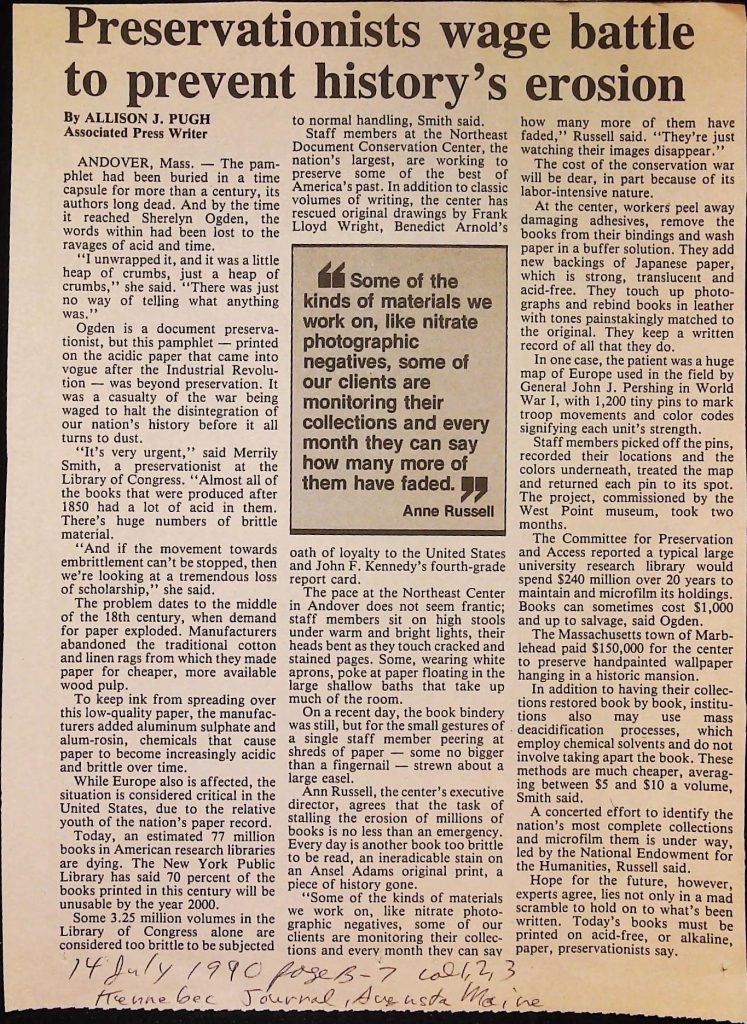 Preservationists wage battle
to prevent history's erosion
By ALLISON J. PUGH
Associated Press Writer
ANDOVER, Mass. — The pam-
phlet had been buried in a time
capsule for more than a century, its
authors long dead. And by the time
it reached Sherelyn Ogden, the
words within had been lost to the
ravages of acid and time.
"I unwrapped it, and it was a little
heap of crumbs, just a heap of
crumbs," she said. "There was just
no way of telling what anything
was."
Ogden is a document preserva-
tionist, but this pamphlet — printed
on the acidic paper that came into
vogue after the Industrial Revolu-
tion — was beyond preservation. It
was a casualty of the war being
waged to halt the disintegration of
our nation's history before it all
turns to dust.
"It's very urgent," said Merrily
Smith, a preservationist at the
Library of Congress. "Almost all of
the books that were produced after
1850 had a lot of acid in them.
There's huge numbers of brittle
material.
"And if the movement towards
embrittlement can't be stopped, then
we're looking at a tremendous loss
of scholarship," she said.
The problem dates to the middle
of the 18th century, when demand
for paper exploded. Manufacturers
abandoned the traditional cotton
and linen rags from which they made
paper for cheaper, more available
wood pulp.
To keep ink from spreading over
this low-quality paper, the manufac-
turers added aluminum sulphate and
alum-rosin, chemicals that cause
paper to become increasingly acidic
and brittle over time.
While Europe also is affected, the
situation is considered critical in the
United States, due to the relative
youth of the nation's paper record.
Today, an estimated 77 million
books in American research libraries
are dying. The New York Public
Library has said 70 percent of the
books printed in this century will be
unusable by the year 2000.
Some 3.25 million volumes in the
Library of Congress alone are
considered too brittle to be subjected
to normal handling, Smith said.
Staff members at the Northeast
Document Conservation Center, the
nation's largest, are working to
preserve some of the best of
America's past. In addition to classic
volumes of writing, the center has
rescued original drawings by Frank
Lloyd Wright, Benedict Arnold's
"Some of the
kinds of materials we
work on, like nitrate
photographic
negatives, some of
our clients are
monitoring their
collections and every
month they can say
how many more of
them have faded."
Anne Russell
oath of loyalty to the United States
and John F. Kennedy's fourth-grade
report card.
The pace at the Northeast Center
in Andover does not seem frantic;
staff members sit on high stools
under warm and bright lights, their
heads bent as they touch cracked and
stained pages. Some, wearing white
aprons, poke at paper floating in the
large shallow baths that take up
much of the room.
On a recent day, the book bindery
was still, but for the small gestures of
a single staff member peering at
shreds of paper — some no bigger
than a fingernail — strewn about a
large easel.
Ann Russell, the center's executive
director, agrees that the task of
stalling the erosion of millions of
books is no less than an emergency.
Every day is another book too brittle
to be read, an ineradicable stain on
an Ansel Adams original print, a
piece of history gone.
"Some of the kinds of materials
we work on, like nitrate photo-
graphic negatives, some of our
clients are monitoring their collec-
tions and every month they can say
how many more of them have
faded," Russell said. "They're just
watching their images disappear."
The cost of the conservation war
will be dear, in part because of its
labor-intensive nature.
At the center, workers peel away
damaging adhesives, remove the
books from their bindings and wash
paper in a buffer solution. They add
new backings of Japanese paper,
which is strong, translucent and
acid-free. They touch up photo-
graphs and rebind books in leather
with tones painstakingly matched to
the original. They keep a written
record of all that they do.
In one case, the patient was a huge
map of Europe used in the field by
General John J. Pershing in World
War I, with 1,200 tiny pins to mark
troop movements and color codes
signifying each unit's strength.
Staff members picked off the pins,
recorded their locations and the
colors underneath, treated the map
and returned each pin to its spot.
The project, commissioned by the
West Point museum, took two
months.
The Committee for Preservation
and Access reported a typical large
university research library would
spend $240 million over 20 years to
maintain and microfilm its holdings.
Books can sometimes cost $1,000
and up to salvage, said Ogden.
The Massachusetts town of Marb-
lehead paid $150,000 for the center
to preserve handpainted wallpaper
hanging in a historic mansion.
In addition to having their collec-
tions restored book by book, institu-
tions also may use mass
deacidification processes, which
employ chemical solvents and do not
involve taking apart the book. These
methods are much cheaper, averag-
ing between $5 and $10 a volume,
Smith said.
A concerted effort to identify the
nation's most complete collections
and microfilm them is under way,
led by the National Endowment for
the Humanities, Russell said.
Hope for the future, however,
experts agree, lies not only in a mad
scramble to hold on to what's been
written. Today's books must be
printed on acid-free, or alkaline,
paper, preservationists say.
14 July 1990 page B-7 col 1, 2, 3
Kennebec Journal, Augusta Maine